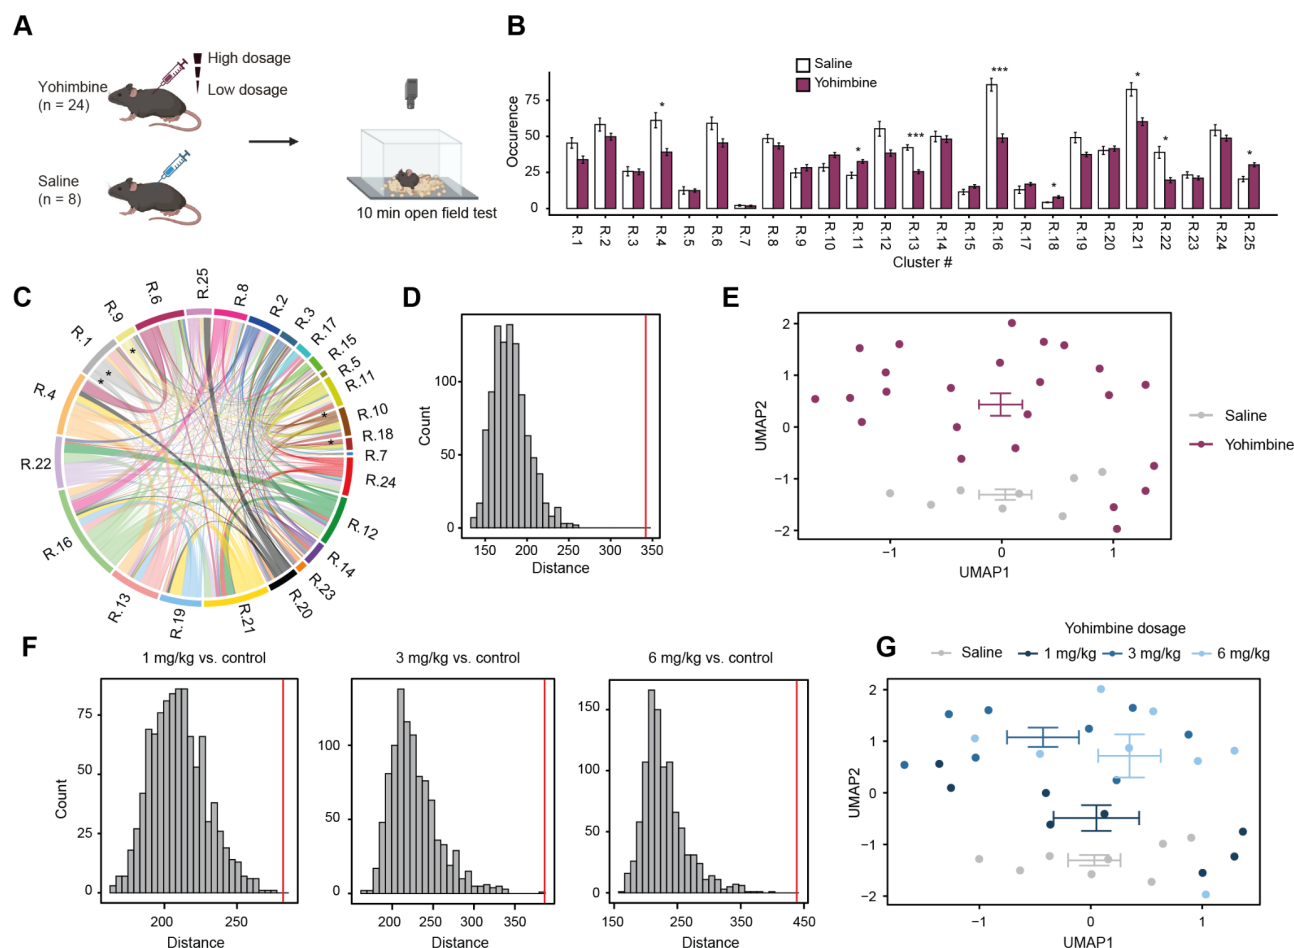 A
Yohimbine
(n = 24)
High dosage
Low dosage
Saline
(n = 8)
10 min open field test
B
Saline
Yohimbine
Occurence
75
50
25
0
*
*
***
***
*
*
*
*
R.1
R.2
R.3
R.4
R.5
R.6
R.7
R.8
R.9
R.10
R.11
R.12
R.13
R.14
R.15
R.16
R.17
R.18
R.19
R.20
R.21
R.22
R.23
R.24
R.25
Cluster #
C
R.25
R.8
R.2
R.3
R.17
R.15
R.5
R.11
R.10
R.18
R.7
R.24
R.12
R.14
R.23
R.20
R.21
R.19
R.13
R.16
R.22
R.4
R.1
R.9
R.6
*
*
*
*
*
D
Count
100
50
0
150
200
250
300
350
Distance
E
UMAP2
2
1
0
−1
−2
−1
0
1
UMAP1
Saline
Yohimbine
F
1 mg/kg vs. control
Count
75
50
25
0
200
250
Distance
3 mg/kg vs. control
100
50
0
200
250
300
350
Distance
6 mg/kg vs. control
150
100
50
0
150
250
350
450
Distance
G
Yohimbine dosage
Saline
1 mg/kg
3 mg/kg
6 mg/kg
UMAP2
2
1
0
−1
−2
−1
0
1
UMAP1